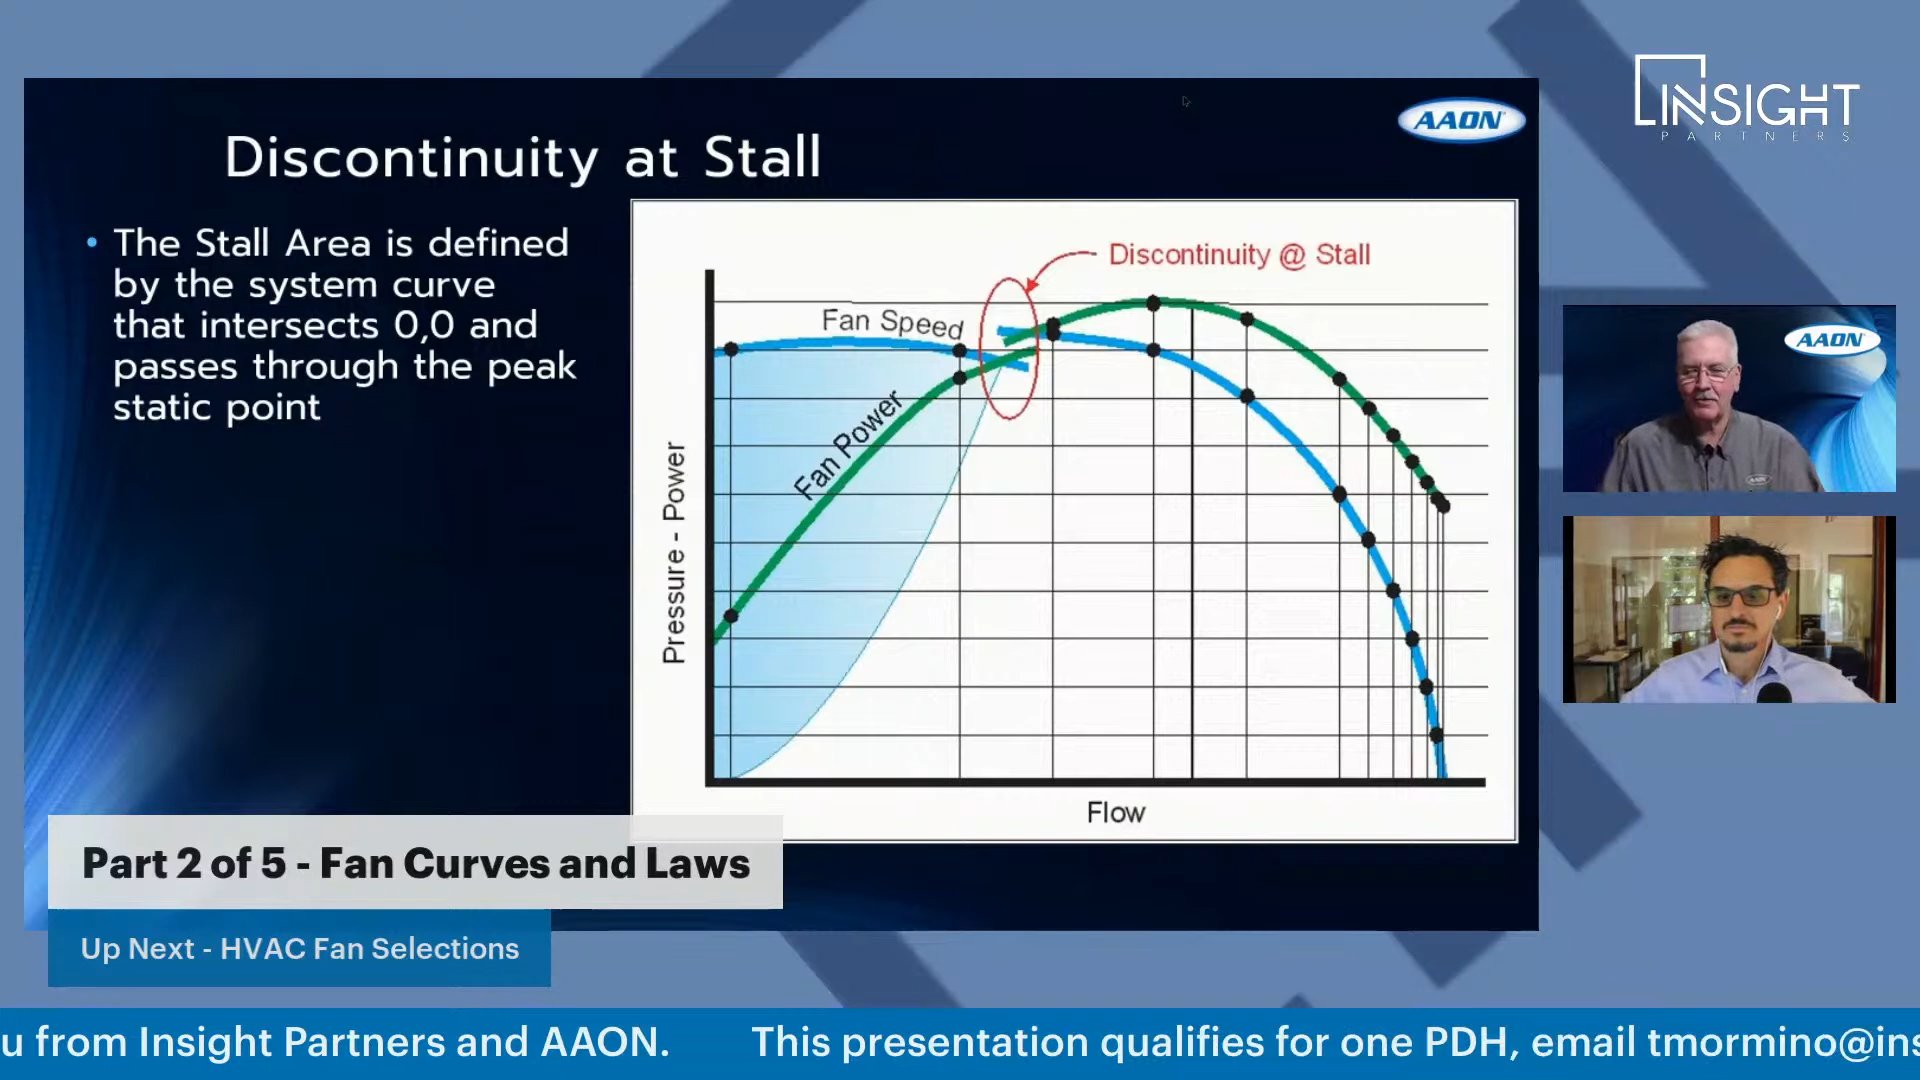 AAON
INSIGHT
PARTNERS
Discontinuity at Stall
• The Stall Area is defined
by the system curve
that intersects 0,0 and
passes through the peak
static point
Discontinuity @ Stall
Fan Speed
Fan Power
Pressure - Power
Flow
AAON
Part 2 of 5 - Fan Curves and Laws
Up Next - HVAC Fan Selections
u from Insight Partners and AAON. This presentation qualifies for one PDH, email tmormino@ins